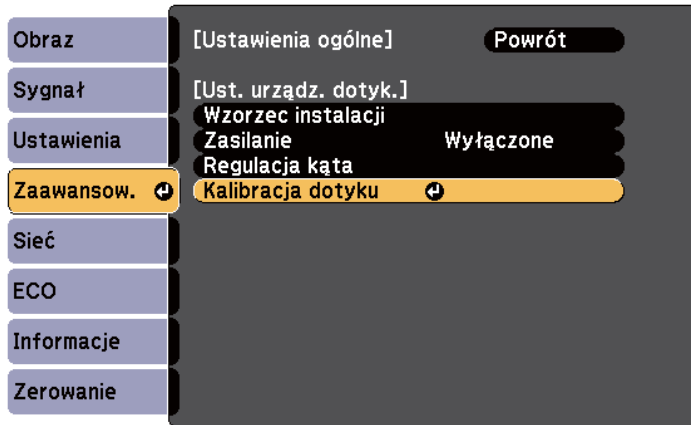 Obraz
Sygnał
Ustawienia
Zaawansow.
Sieć
ECO
Informacje
Zerowanie
[Ustawienia ogólne] Powrót
[Ust. urządz. dotyk.]
Wzorzec instalacji
Zasilanie Wyłączone
Regulacja kąta
Kalibracja dotyku